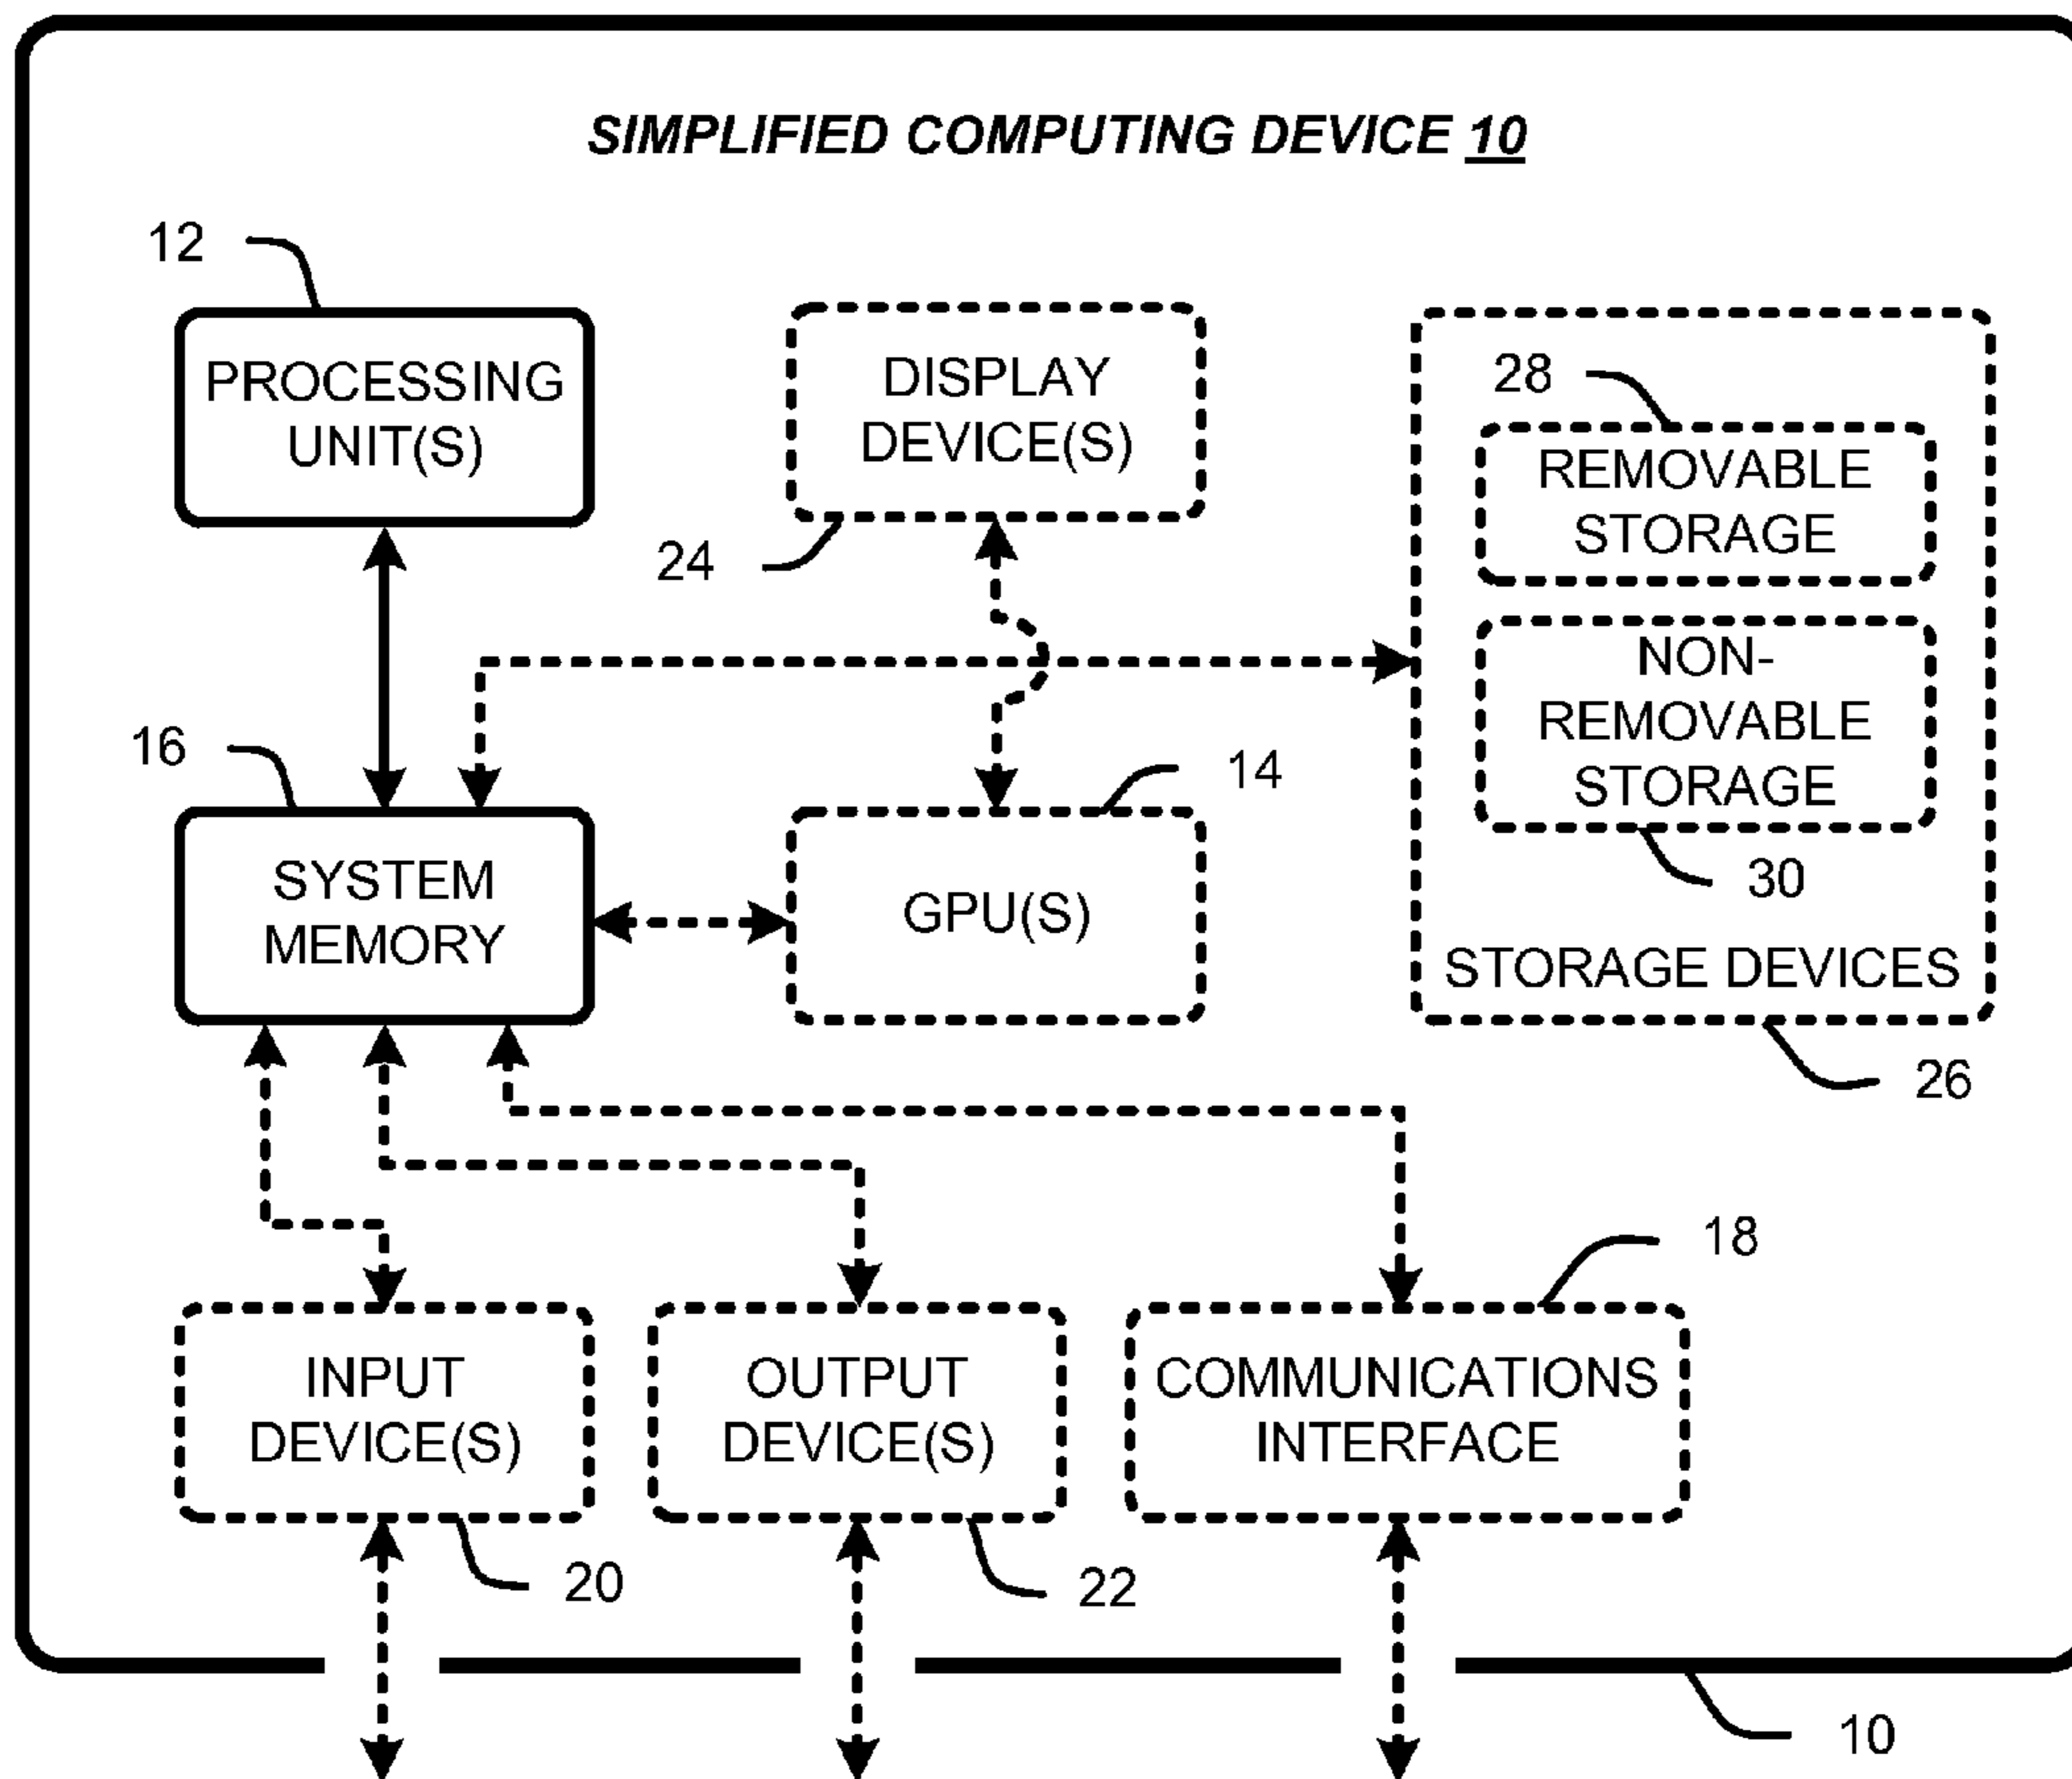 SIMPLIFIED COMPUTING DEVICE 10
12
PROCESSING
UNIT(S)
DISPLAY
DEVICE(S)
24
28
REMOVABLE
STORAGE
NON-
REMOVABLE
STORAGE
30
STORAGE DEVICES
26
16
SYSTEM
MEMORY
14
GPU(S)
18
INPUT
DEVICE(S)
20
OUTPUT
DEVICE(S)
22
COMMUNICATIONS
INTERFACE
10